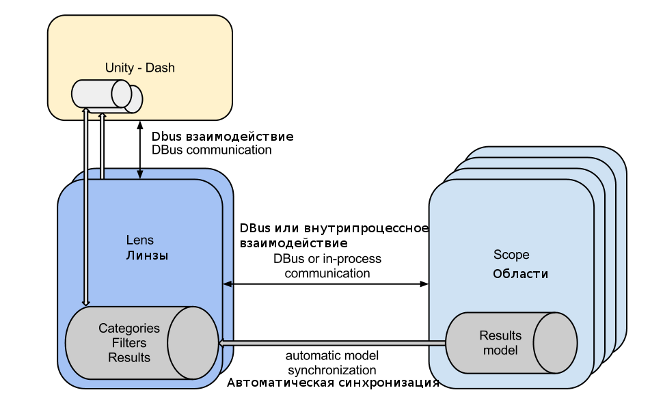 Unity - Dash
Dbus взаимодействие
DBus communication
Lens
Линзы
DBus или внутрипроцессное
взаимодействие
DBus or in-process
communication
Scope
Области
Categories
Filters
Results
Results
model
automatic model
synchronization
Автоматическая синхронизация